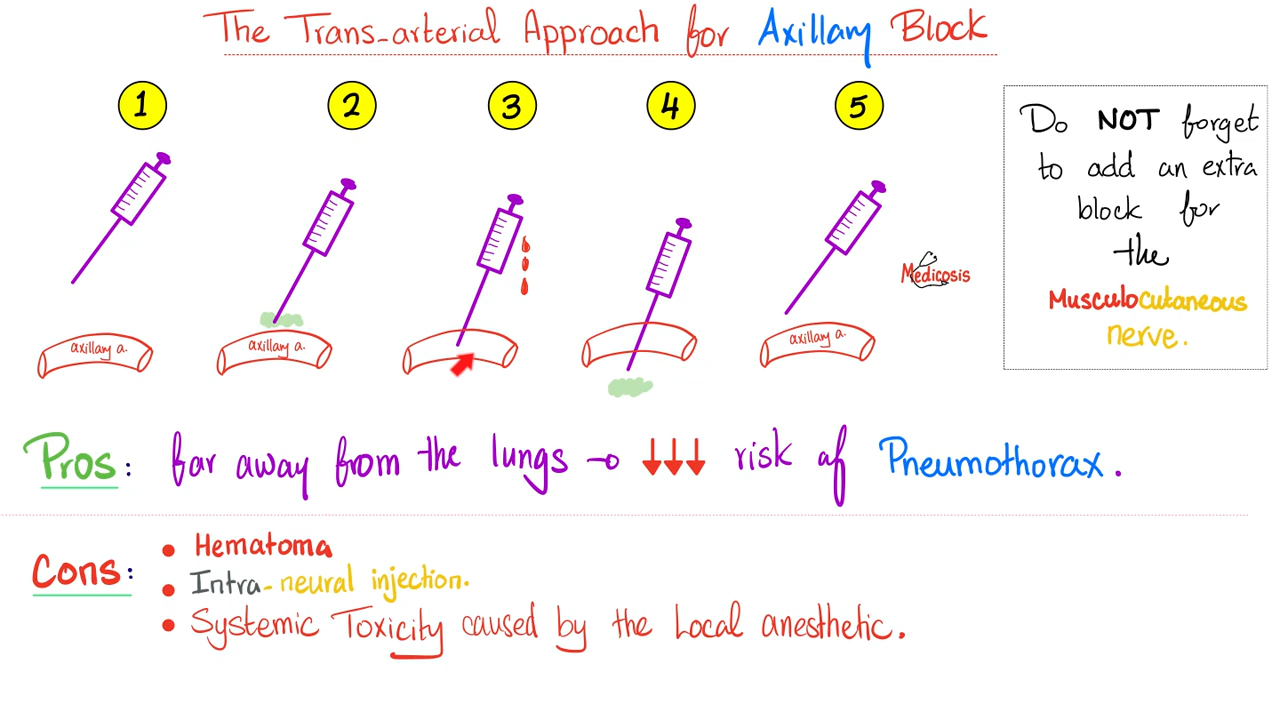 The Trans-arterial Approach for Axillary Block
1 2 3 4 5
axillary a. axillary a. axillary a.
Medicosis
Do NOT forget
to add an extra
block for
the
Musculocutaneous
nerve.
Pros: far away from the lungs → ↓↓↓ risk of Pneumothorax.
Cons:
• Hematoma
• Intra-neural injection.
• Systemic Toxicity caused by the Local anesthetic.